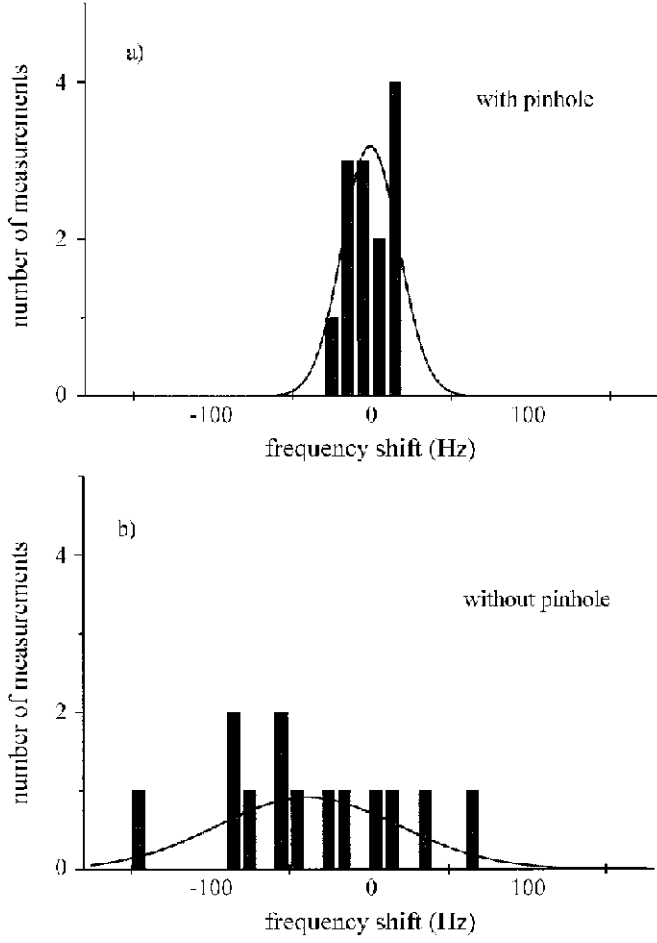 a)
with pinhole
number of measurements
4
2
0
-100 0 100
frequency shift (Hz)
b)
without pinhole
number of measurements
4
2
0
-100 0 100
frequency shift (Hz)